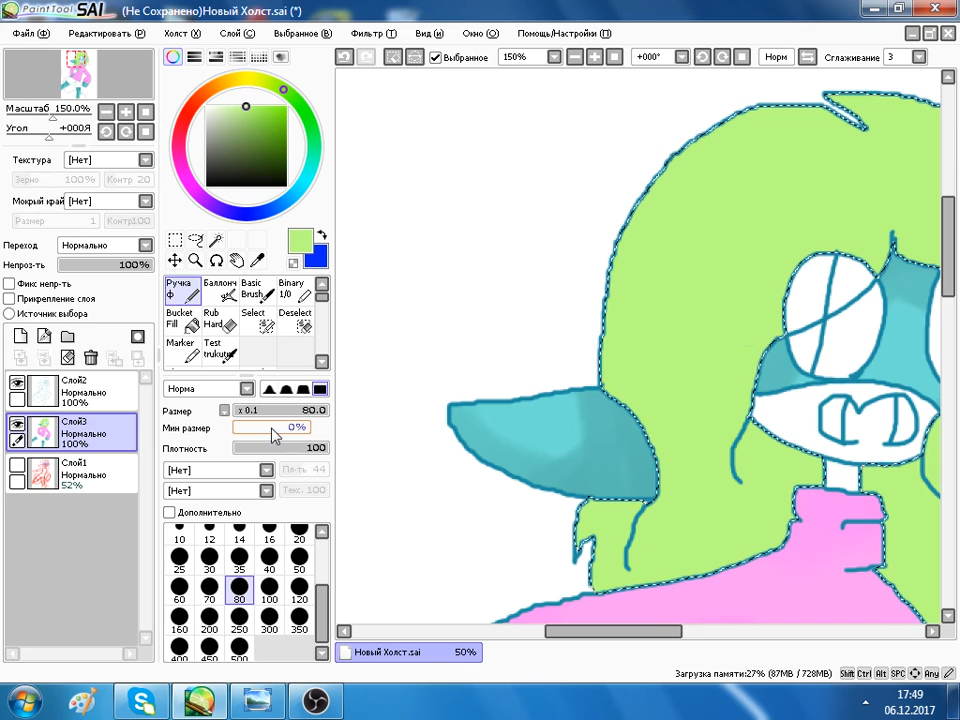 PaintTool SAI (Не Сохранено)Новый Холст.sai (*)
Файл (Ф) Редактировать (Р) Холст (Х) Слой (С) Выбранное (В) Фильтр (Т) Вид (и) Окно (О) Помощь/Настройки (П)
Выбранное 150% +000° Норм Сглаживание 3
Масштаб 150.0%
Угол +000Я
Текстура [Нет]
Зерно 100% Контр 20
Мокрый край [Нет]
Размер 1 Контр100
Переход Нормально
Непроз-ть 100%
Фикс непр-ть
Прикрепление слоя
Источник выбора
Слой2
Нормально
100%
Слой3
Нормально
100%
Слой1
Нормально
52%
Ручка ф
Баллонч
Basic Brush
Binary 1/0
Bucket Fill
Rub Hard
Select
Deselect
Marker
Test trukutu
Норма
Размер x 0.1 80.0
Мин размер 0%
Плотность 100
[Нет] Пл-ть 44
[Нет] Текс. 100
Дополнительно
10 12 14 16 20
25 30 35 40 50
60 70 80 100 120
160 200 250 300 350
400 450 500
Новый Холст.sai 50%
Загрузка памяти:27% (87MB / 728MB) Shift Ctrl Alt SPC Any
17:49
06.12.2017